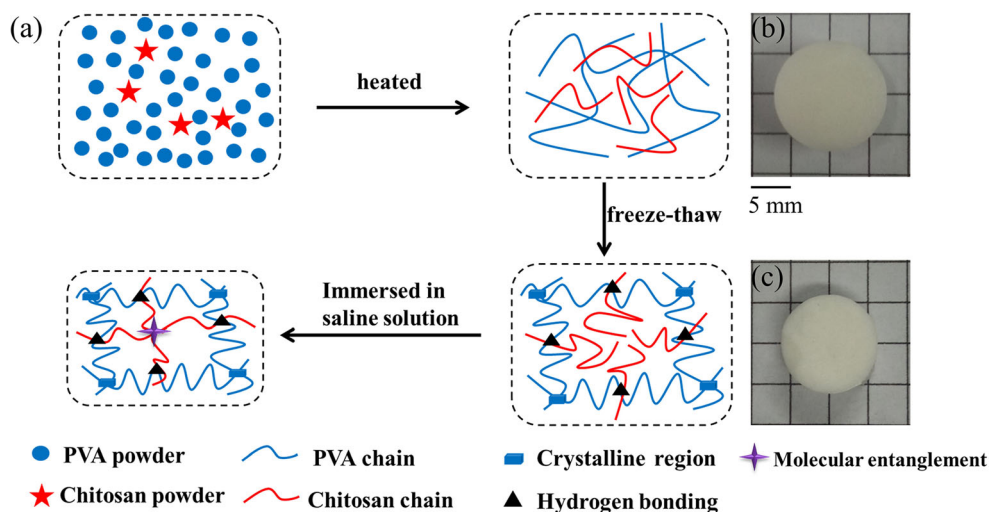 (a)
heated
(b)
5 mm
freeze-thaw
Immersed in
saline solution
(c)
PVA powder
PVA chain
Crystalline region
Molecular entanglement
Chitosan powder
Chitosan chain
Hydrogen bonding